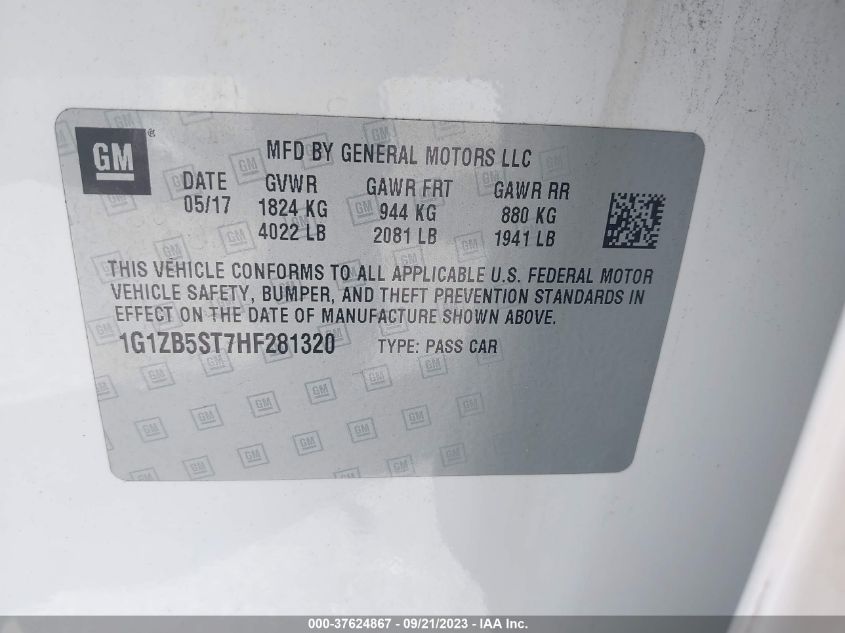 GM ®
MFD BY GENERAL MOTORS LLC
DATE GVWR GAWR FRT GAWR RR
05/17 1824 KG 944 KG 880 KG
4022 LB 2081 LB 1941 LB
THIS VEHICLE CONFORMS TO ALL APPLICABLE U.S. FEDERAL MOTOR
VEHICLE SAFETY, BUMPER, AND THEFT PREVENTION STANDARDS IN
EFFECT ON THE DATE OF MANUFACTURE SHOWN ABOVE.
1G1ZB5ST7HF281320 TYPE: PASS CAR
000-37624867 - 09/21/2023 - IAA Inc.